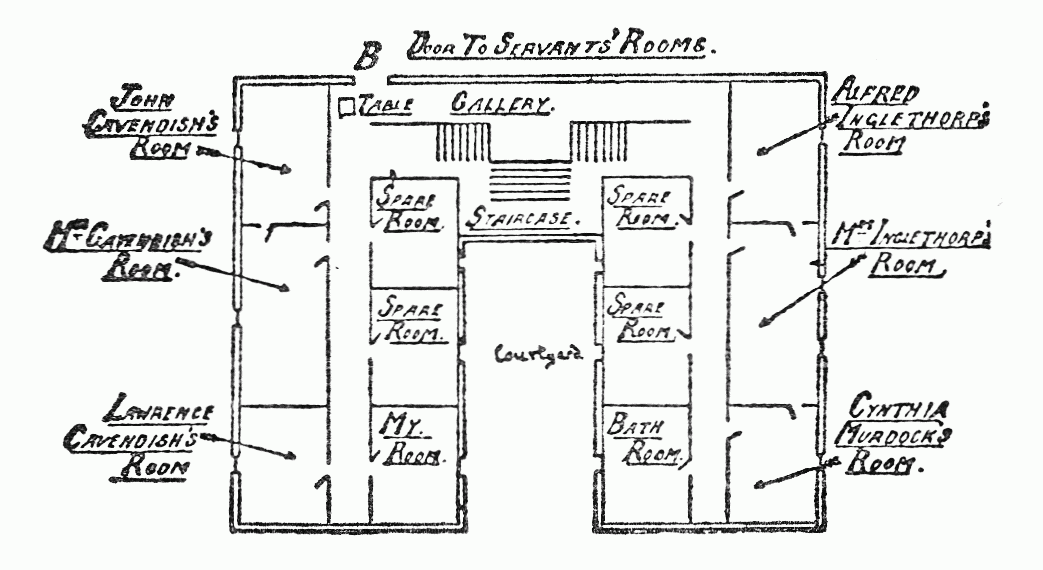 B DOOR TO SERVANTS' ROOMS.
JOHN
CAVENDISH'S
ROOM
TABLE GALLERY.
ALFRED
INGLETHORP'S
ROOM
SPARE
ROOM.
STAIRCASE.
SPARE
ROOM.
MRS CAVENDISH'S
ROOM.
MRS INGLETHORP'S
ROOM.
SPARE
ROOM.
SPARE
ROOM.
Courtyard
LAWRENCE
CAVENDISH'S
ROOM
MY.
ROOM.
BATH
ROOM.
CYNTHIA
MURDOCK'S
ROOM.